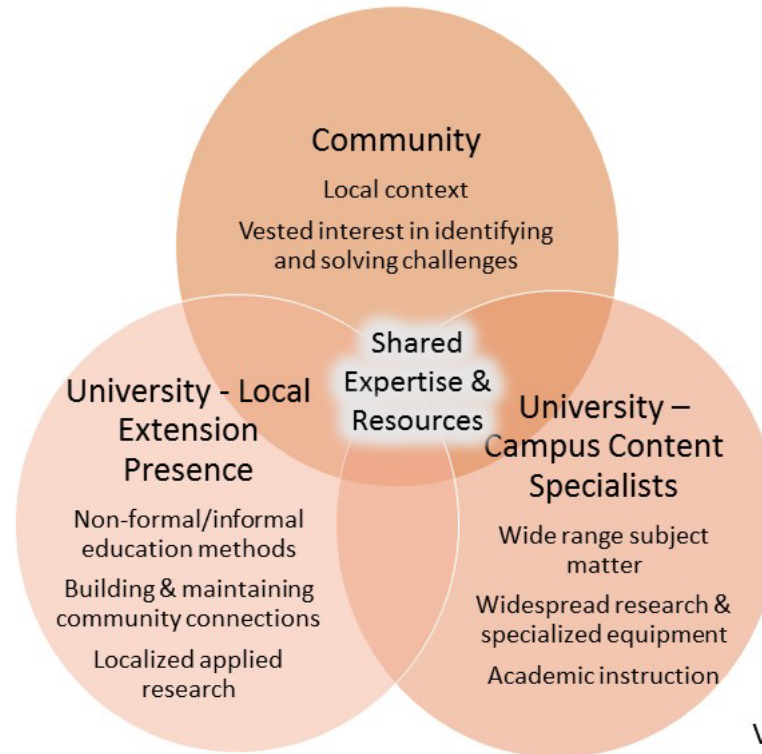 Community
Local context
Vested interest in identifying
and solving challenges
Shared
Expertise &
Resources
University - Local
Extension
Presence
Non-formal/informal
education methods
Building & maintaining
community connections
Localized applied
research
University –
Campus Content
Specialists
Wide range subject
matter
Widespread research &
specialized equipment
Academic instruction